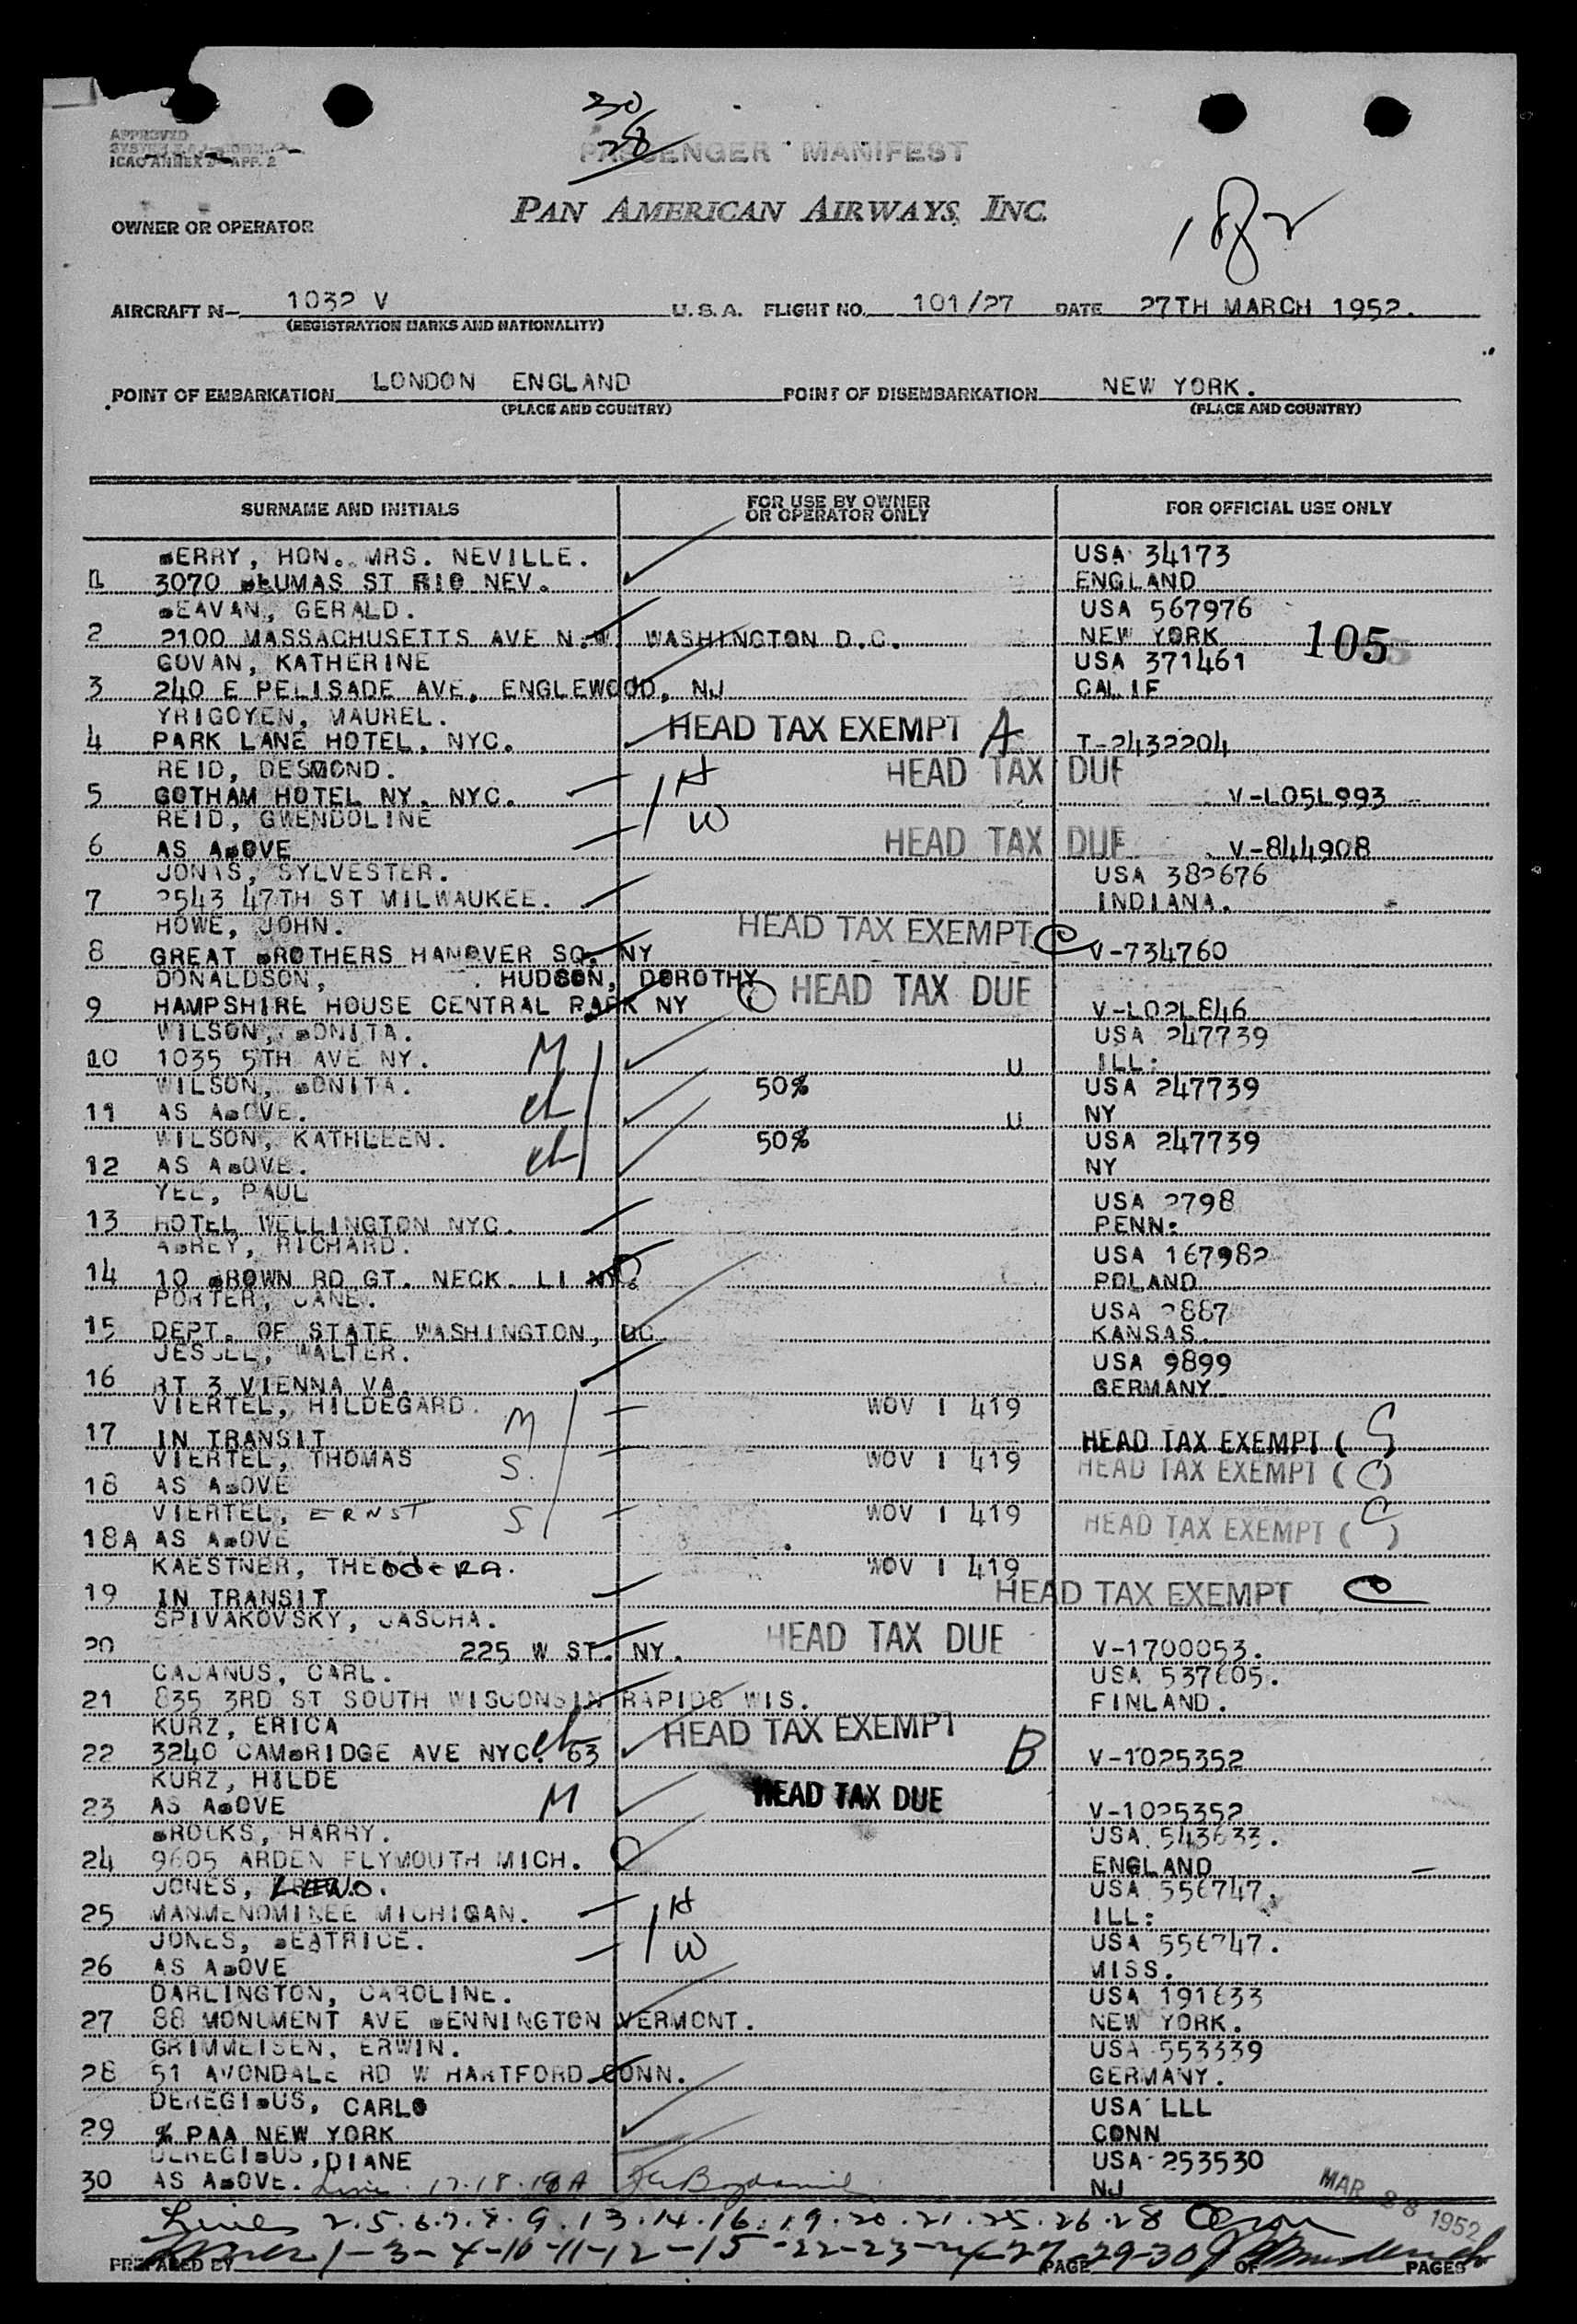 30
28
APPROVED
ICAO ANNEX 9-APP. 2
PASSENGER MANIFEST
PAN AMERICAN AIRWAYS, INC.
182
OWNER OR OPERATOR
AIRCRAFT N- 1032 V U.S.A. FLIGHT NO. 101/27 DATE 27TH MARCH 1952.
(REGISTRATION MARKS AND NATIONALITY)
POINT OF EMBARKATION LONDON ENGLAND POINT OF DISEMBARKATION NEW YORK.
(PLACE AND COUNTRY) (PLACE AND COUNTRY)
SURNAME AND INITIALS FOR USE BY OWNER OR OPERATOR ONLY FOR OFFICIAL USE ONLY
BERRY, HON. MRS. NEVILLE. USA 34173
1 3070 ST NEV. ENGLAND
BEAVAN, GERALD. USA 567976
2 2100 MASSACHUSETTS AVE N.W. WASHINGTON D.C. NEW YORK 105
GOVAN, KATHERINE USA 371461
3 240 E PELISADE AVE, ENGLEWOOD, NJ CALIF
YRIGOYEN, MAUREL. HEAD TAX EXEMPT A
4 PARK LANE HOTEL, NYC. T-2432204
REID, DESMOND. H HEAD TAX DUE
5 GOTHAM HOTEL NY, NYC. V-L05L993
REID, GWENDOLINE W HEAD TAX DUE
6 AS ABOVE V-844908
JONAS, SYLVESTER. USA 382676
7 2543 47TH ST MILWAUKEE. INDIANA.
HOWE, JOHN. HEAD TAX EXEMPT C
8 GREAT BROTHERS HANOVER SQ. NY V-734760
DONALDSON, . HUDSON, DOROTHY HEAD TAX DUE
9 HAMPSHIRE HOUSE CENTRAL PARK NY V-L02L846
WILSON, BONITA. M USA 247739
10 1035 5TH AVE NY. U ILL:
WILSON, BONITA. ch 50% USA 247739
11 AS ABOVE. U NY
WILSON, KATHLEEN. ch 50% USA 247739
12 AS ABOVE. NY
YEE, PAUL USA 2798
13 HOTEL WELLINGTON NYC. PENN:
ABREY, RICHARD. USA 167982
14 10 BROWN RD GT. NECK. LI NY. POLAND
PORTER, JANE. USA 2887
15 DEPT. OF STATE WASHINGTON, DC. KANSAS.
JESSEL, WALTER. USA 9899
16 RT 3 VIENNA VA. GERMANY.
VIERTEL, HILDEGARD. M WOV I 419
17 IN TRANSIT HEAD TAX EXEMPT (C)
VIERTEL, THOMAS S. WOV I 419 HEAD TAX EXEMPT (C)
18 AS ABOVE
VIERTEL, ERNST S WOV I 419 HEAD TAX EXEMPT (C)
18A AS ABOVE
KAESTNER, THEODORA. WOV I 419
19 IN TRANSIT HEAD TAX EXEMPT C
SPIVAKOVSKY, JASCHA. HEAD TAX DUE
20 225 W ST. NY. V-1700053.
CAJANUS, CARL. USA 537605.
21 835 3RD ST SOUTH WISCONSIN RAPIDS WIS. FINLAND.
KURZ, ERICA ch HEAD TAX EXEMPT B
22 3240 CAMBRIDGE AVE NYC. 63 V-1025352
KURZ, HILDE M HEAD TAX DUE
23 AS ABOVE V-1025352
BROCKS, HARRY. USA 543633.
24 9605 ARDEN PLYMOUTH MICH. ENGLAND
JONES, H USA 556747.
25 MANMENOMINEE MICHIGAN. ILL:
JONES, BEATRICE. W USA 556747.
26 AS ABOVE MISS.
DARLINGTON, CAROLINE. USA 191633
27 88 MONUMENT AVE BENNINGTON VERMONT. NEW YORK.
GRIMMEISEN, ERWIN. USA 553339
28 51 AVONDALE RD W HARTFORD CONN. GERMANY.
DEREGIBUS, CARLO USA LLL
29 % PAA NEW YORK CONN
DEREGIBUS, DIANE USA 253530
30 AS ABOVE. Lines 17.18.18A NJ
MAR 28 1952
Lines 2.5.6.7.8.9.13.14.16.19.20.21.25.26.28
Lines 1-3-4-10-11-12-15-22-23-24-27-29-30
PREPARED BY PAGE OF PAGES